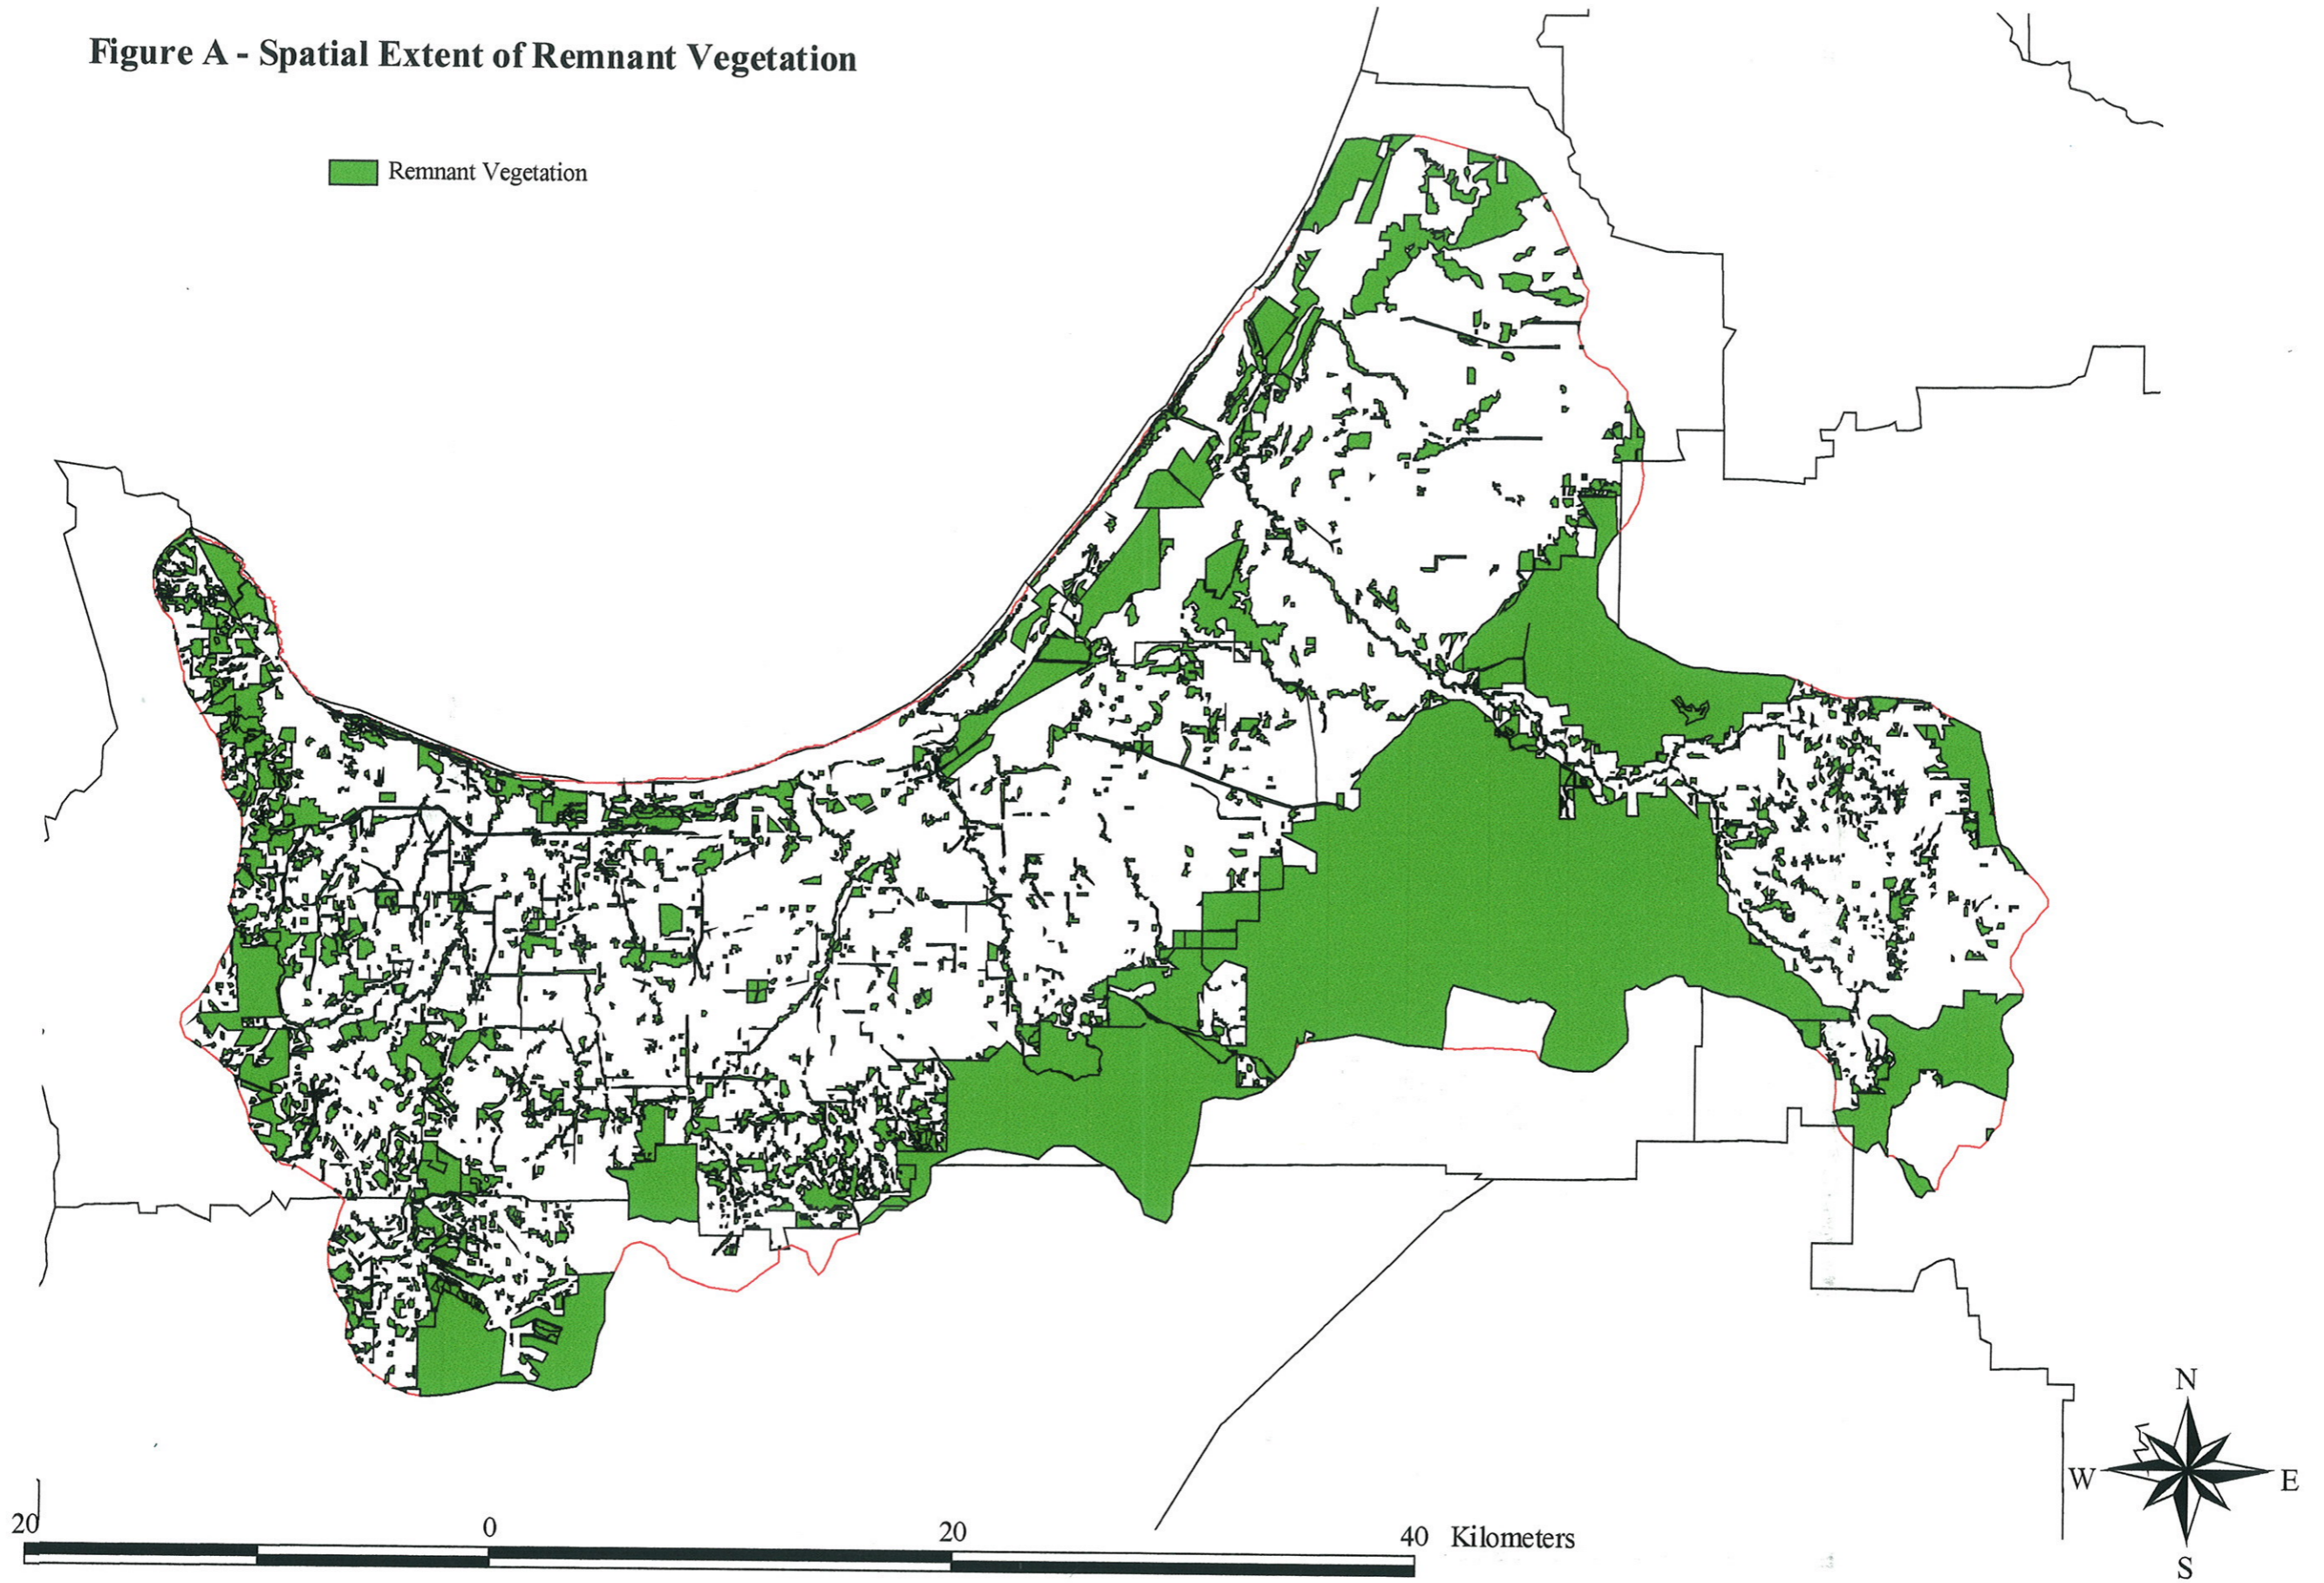 Figure A - Spatial Extent of Remnant Vegetation
Remnant Vegetation
N
W
E
S
20
0
20
40
Kilometers